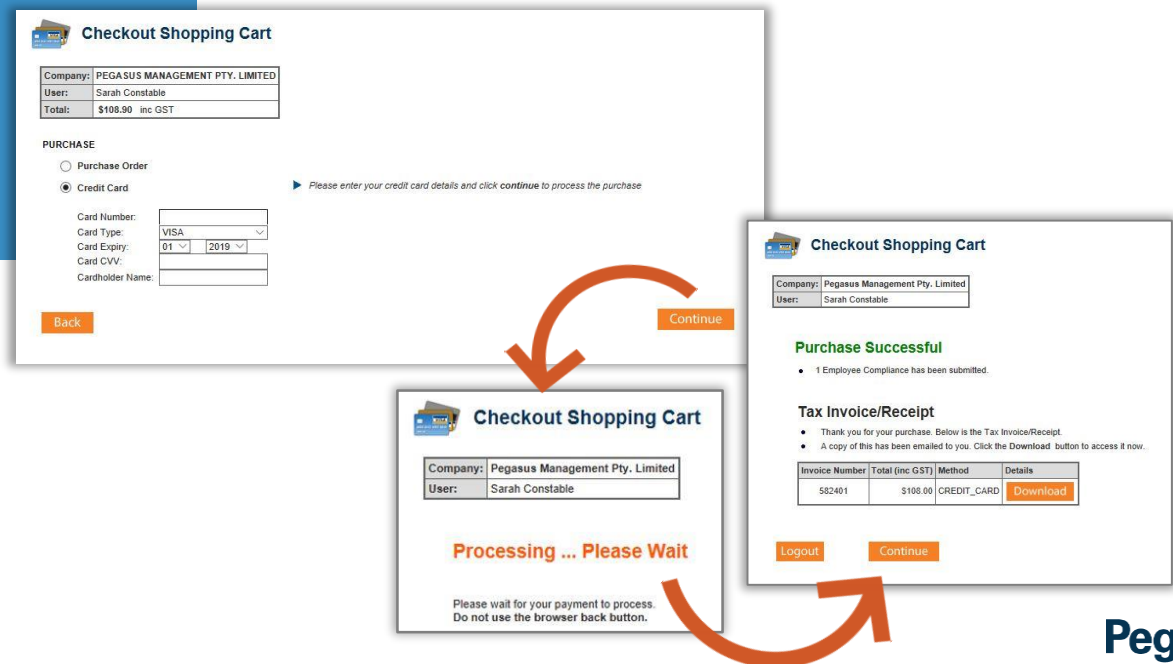 Checkout Shopping Cart
Company: PEGASUS MANAGEMENT PTY. LIMITED
User: Sarah Constable
Total: $108.90 inc GST
PURCHASE
Purchase Order
Credit Card
Please enter your credit card details and click continue to process the purchase
Card Number:
Card Type: VISA
Card Expiry: 01 2019
Card CVV:
Cardholder Name:
Back
Continue
Checkout Shopping Cart
Company: Pegasus Management Pty. Limited
User: Sarah Constable
Processing ... Please Wait
Please wait for your payment to process.
Do not use the browser back button.
Checkout Shopping Cart
Company: Pegasus Management Pty. Limited
User: Sarah Constable
Purchase Successful
1 Employee Compliance has been submitted.
Tax Invoice/Receipt
Thank you for your purchase. Below is the Tax Invoice/Receipt.
A copy of this has been emailed to you. Click the Download button to access it now.
Invoice Number Total (inc GST) Method Details
582401 $108.00 CREDIT_CARD Download
Logout
Continue
Peg